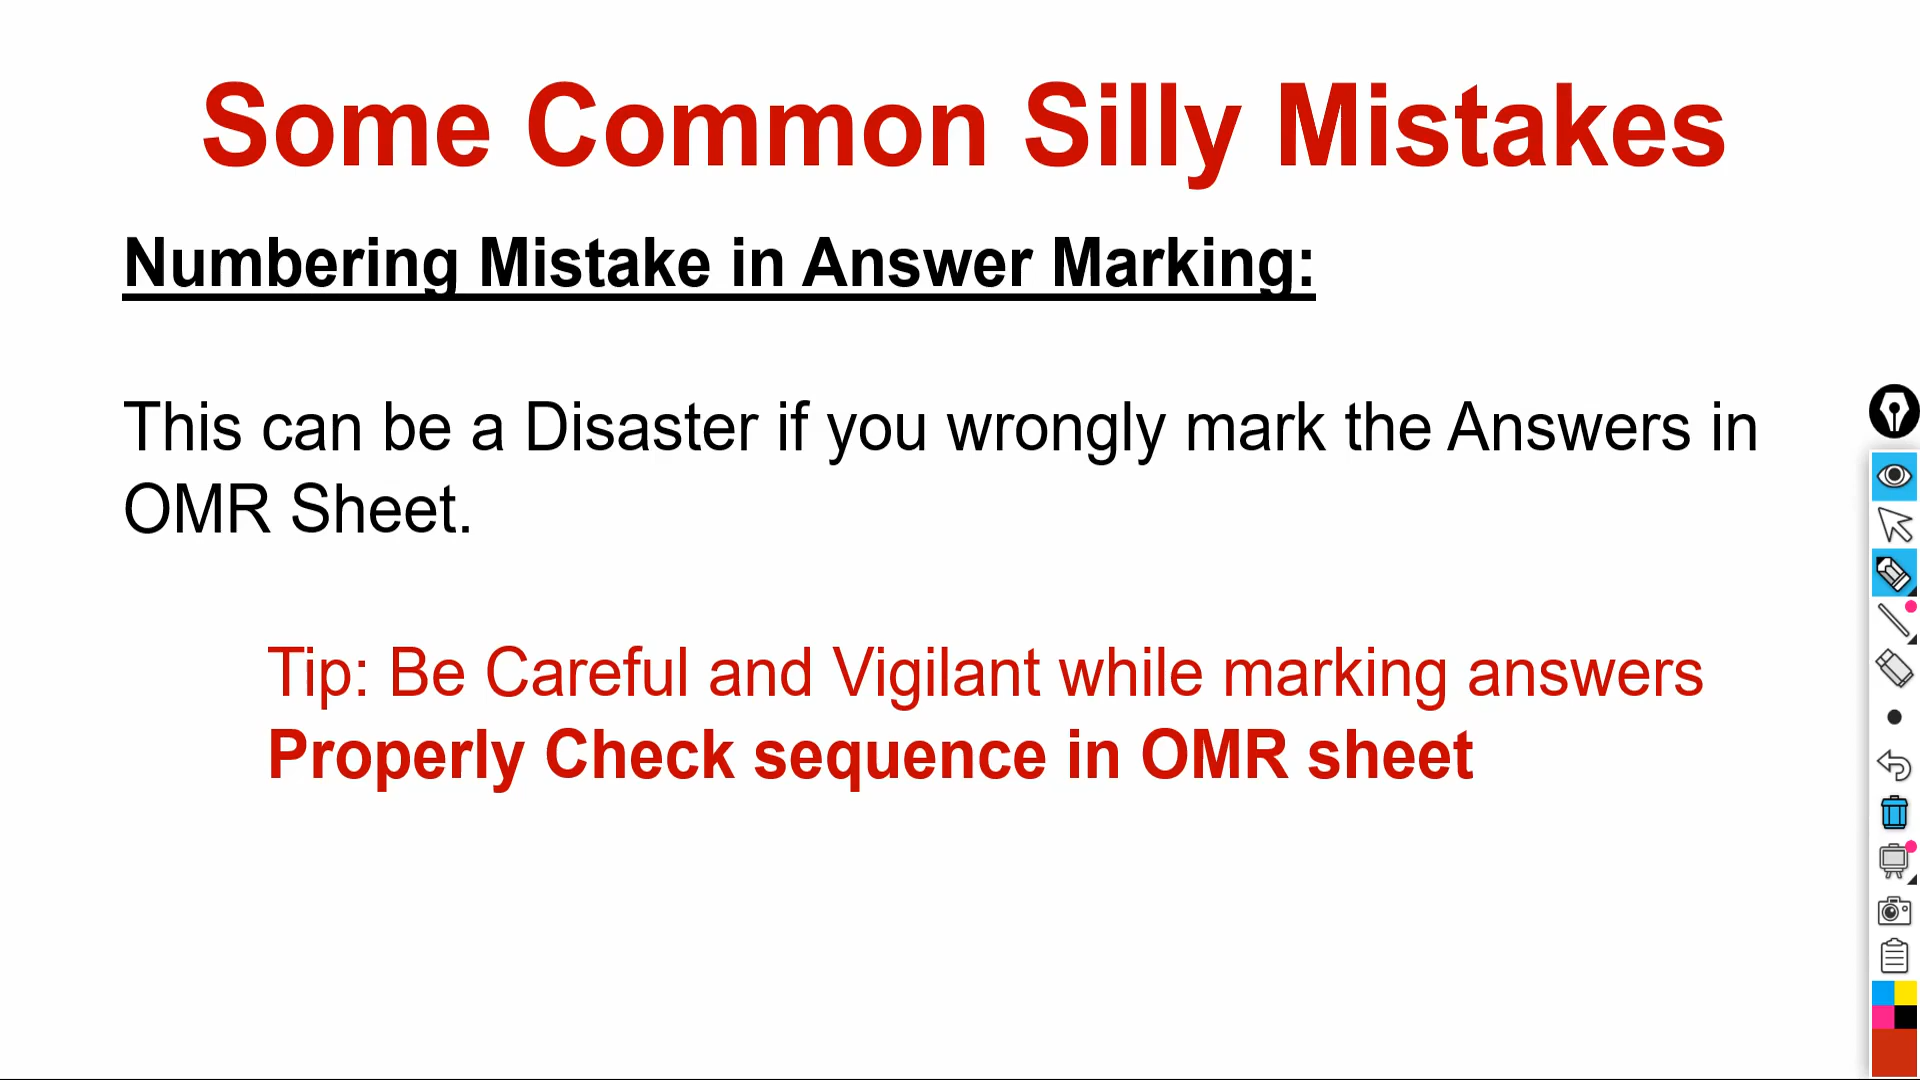 Some Common Silly Mistakes
Numbering Mistake in Answer Marking:
This can be a Disaster if you wrongly mark the Answers in
OMR Sheet.
Tip: Be Careful and Vigilant while marking answers
Properly Check sequence in OMR sheet